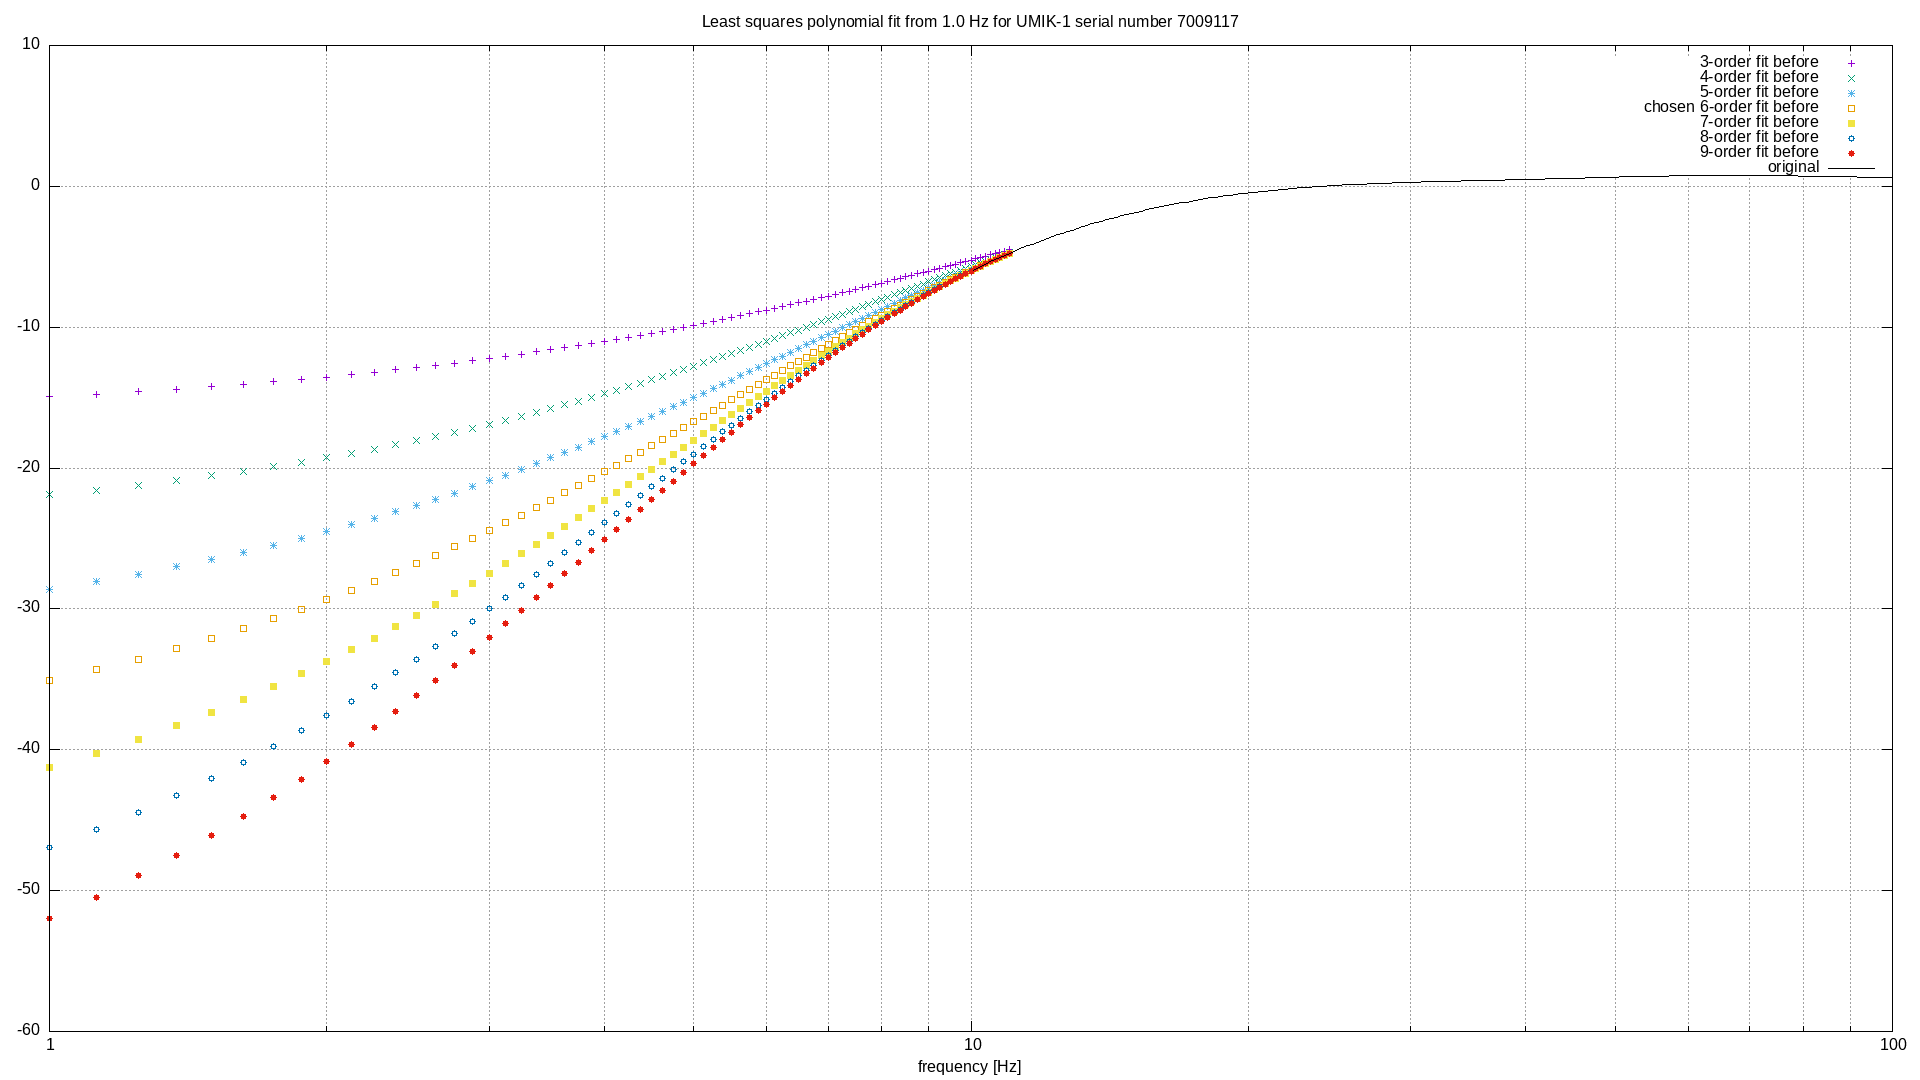 Least squares polynomial fit from 1.0 Hz for UMIK-1 serial number 7009117
10
0
-10
-20
-30
-40
-50
-60
3-order fit before
4-order fit before
5-order fit before
chosen 6-order fit before
7-order fit before
8-order fit before
9-order fit before
original
1
10
100
frequency [Hz]